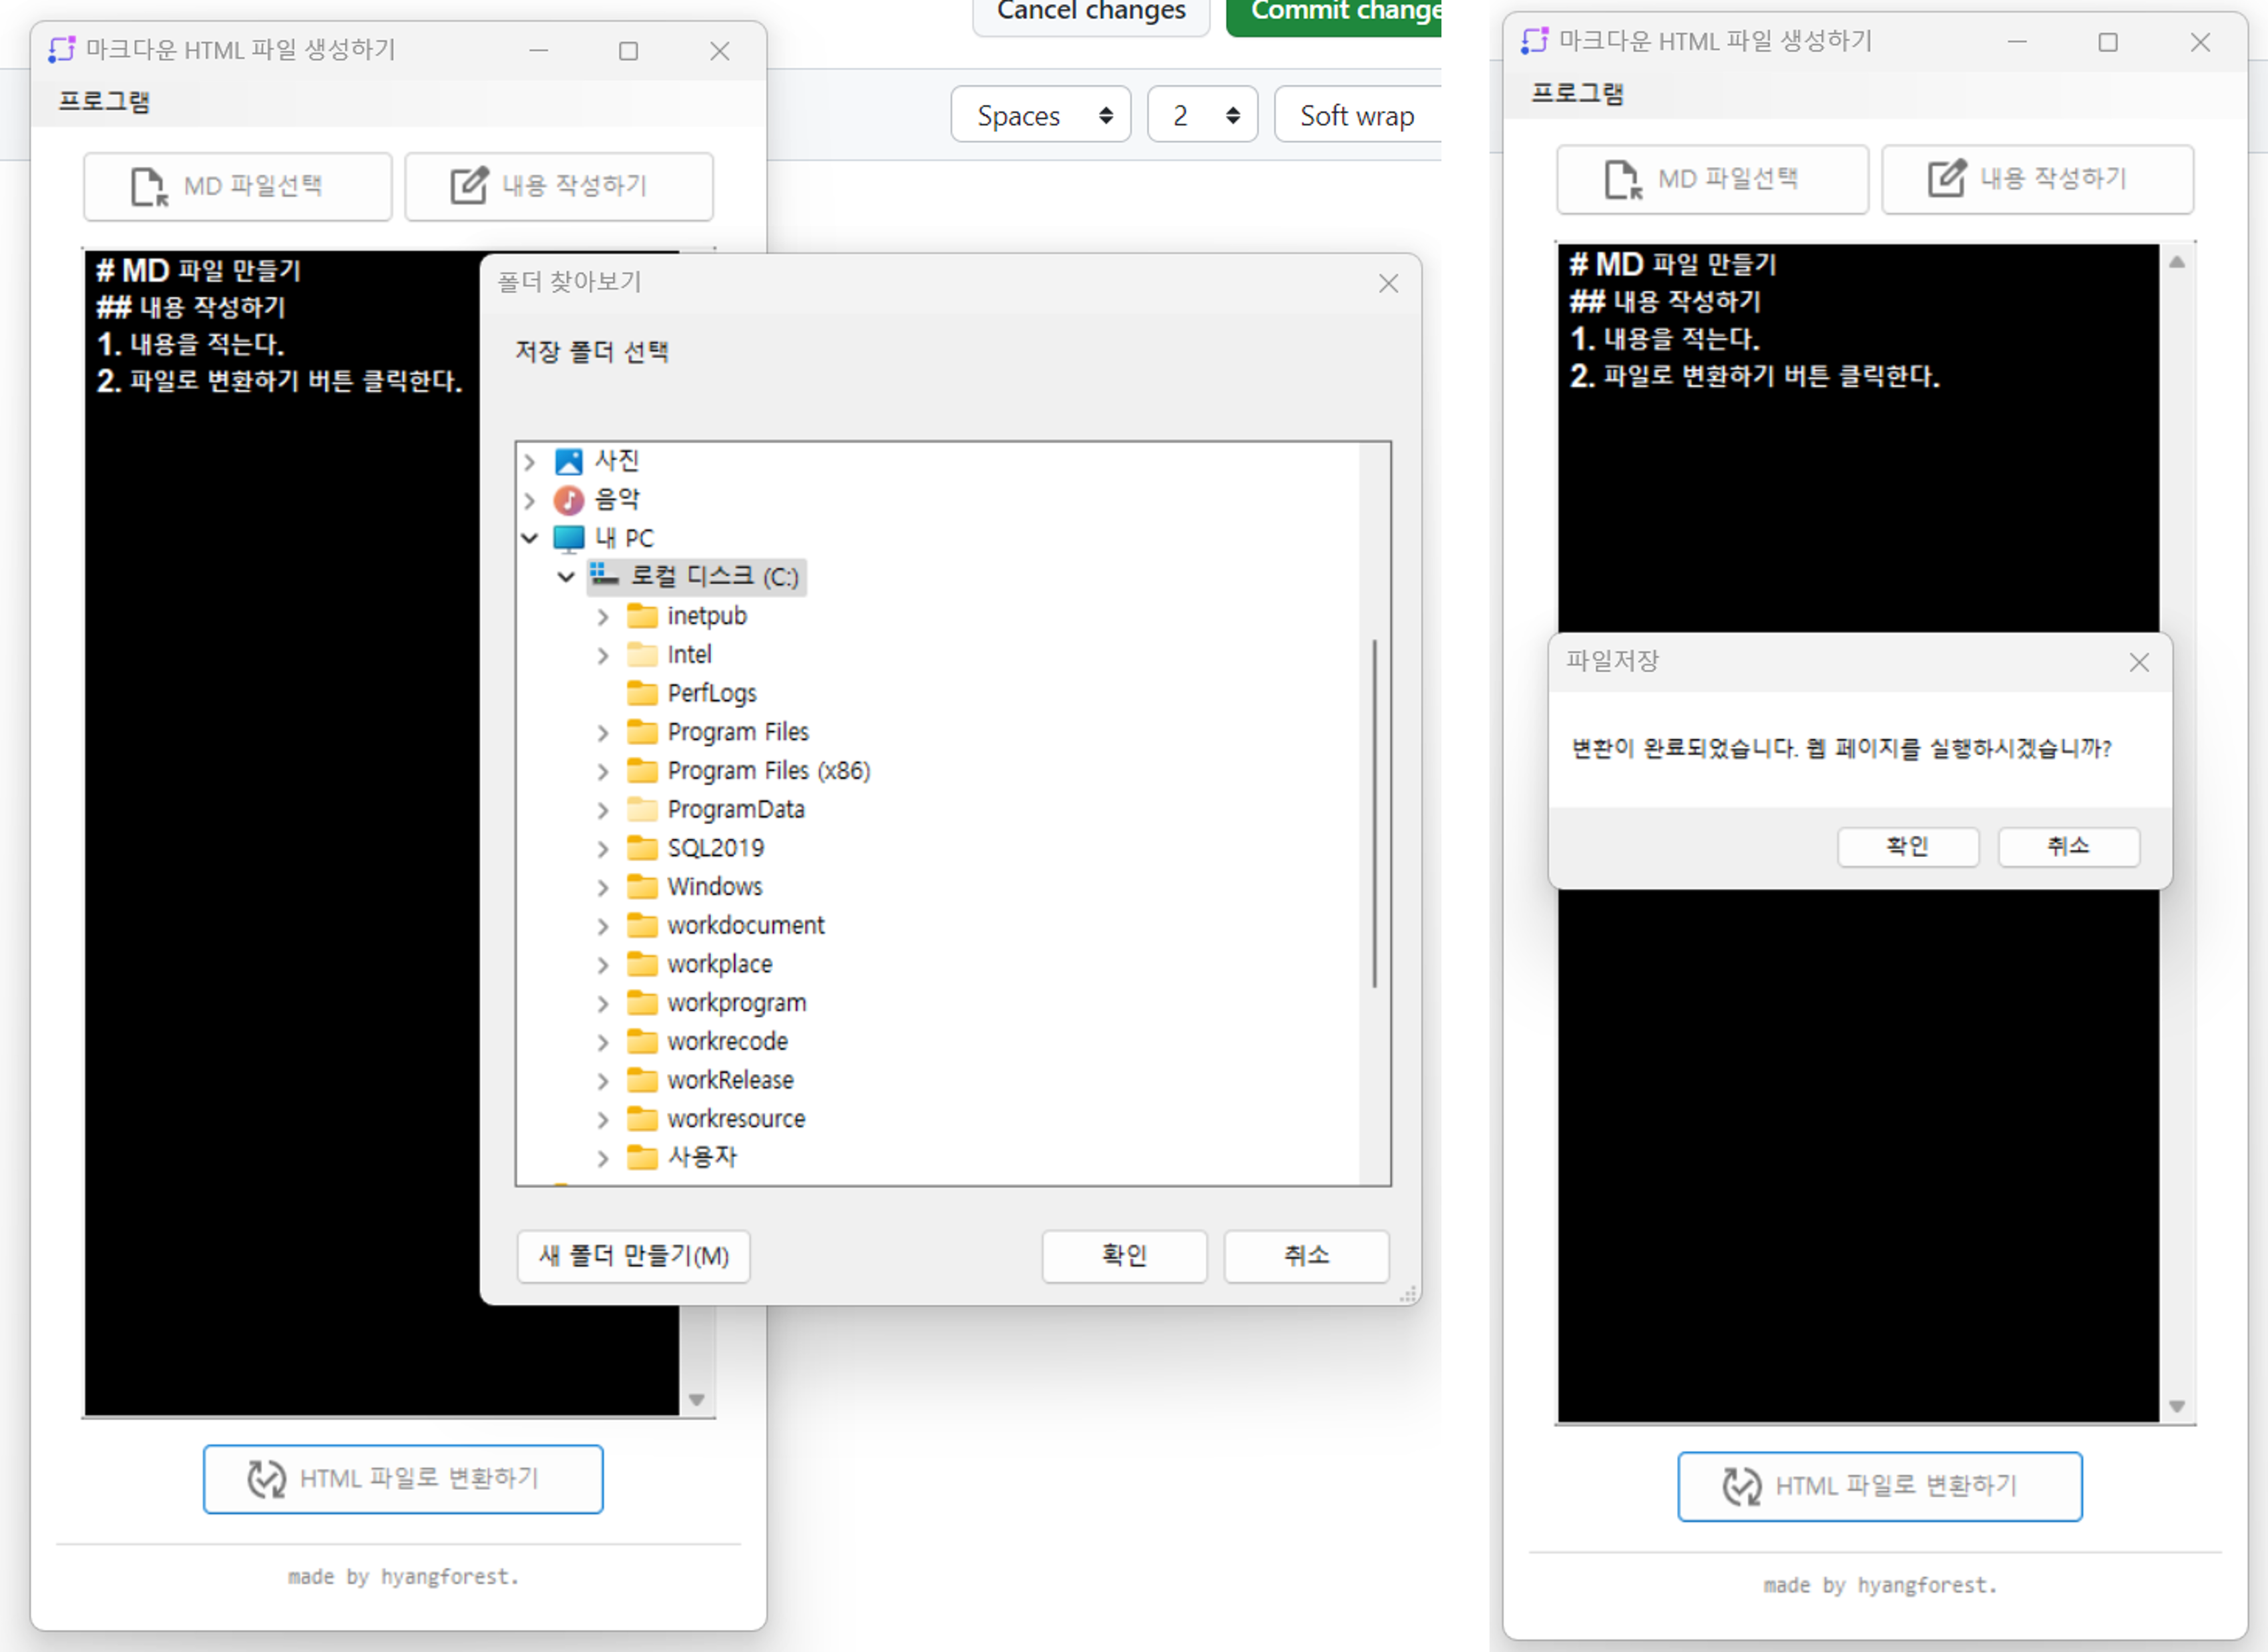 Cancel changes
Commit change
마크다운 HTML 파일 생성하기
프로그램
Spaces
2
Soft wrap
MD 파일선택
내용 작성하기
# MD 파일 만들기
## 내용 작성하기
1. 내용을 적는다.
2. 파일로 변환하기 버튼 클릭한다.
폴더 찾아보기
저장 폴더 선택
사진
음악
내 PC
로컬 디스크 (C:)
inetpub
Intel
PerfLogs
Program Files
Program Files (x86)
ProgramData
SQL2019
Windows
workdocument
workplace
workprogram
workrecode
workRelease
workresource
사용자
새 폴더 만들기(M)
확인
취소
HTML 파일로 변환하기
made by hyangforest.
마크다운 HTML 파일 생성하기
프로그램
MD 파일선택
내용 작성하기
# MD 파일 만들기
## 내용 작성하기
1. 내용을 적는다.
2. 파일로 변환하기 버튼 클릭한다.
파일저장
변환이 완료되었습니다. 웹 페이지를 실행하시겠습니까?
확인
취소
HTML 파일로 변환하기
made by hyangforest.